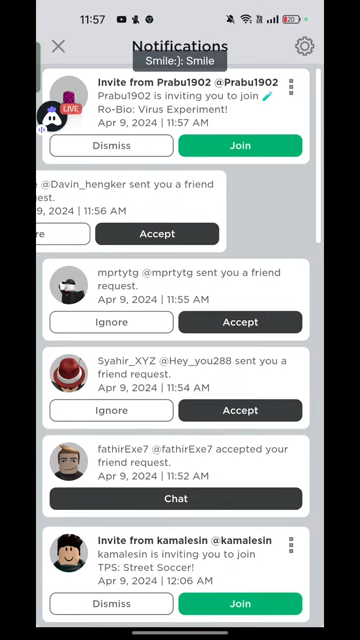 11:57
20
Notifications
Smile:): Smile
Invite from Prabu1902 @Prabu1902
Prabu1902 is inviting you to join 🧪
Ro-Bio: Virus Experiment!
Apr 9, 2024 | 11:57 AM
LIVE
Dismiss
Join
@Davin_hengker sent you a friend
est.
9, 2024 | 11:56 AM
re
Accept
mprtytg @mprtytg sent you a friend
request.
Apr 9, 2024 | 11:55 AM
Ignore
Accept
Syahir_XYZ @Hey_you288 sent you a
friend request.
Apr 9, 2024 | 11:54 AM
Ignore
Accept
fathirExe7 @fathirExe7 accepted your
friend request.
Apr 9, 2024 | 11:52 AM
Chat
Invite from kamalesin @kamalesin
kamalesin is inviting you to join
TPS: Street Soccer!
Apr 9, 2024 | 12:06 AM
Dismiss
Join